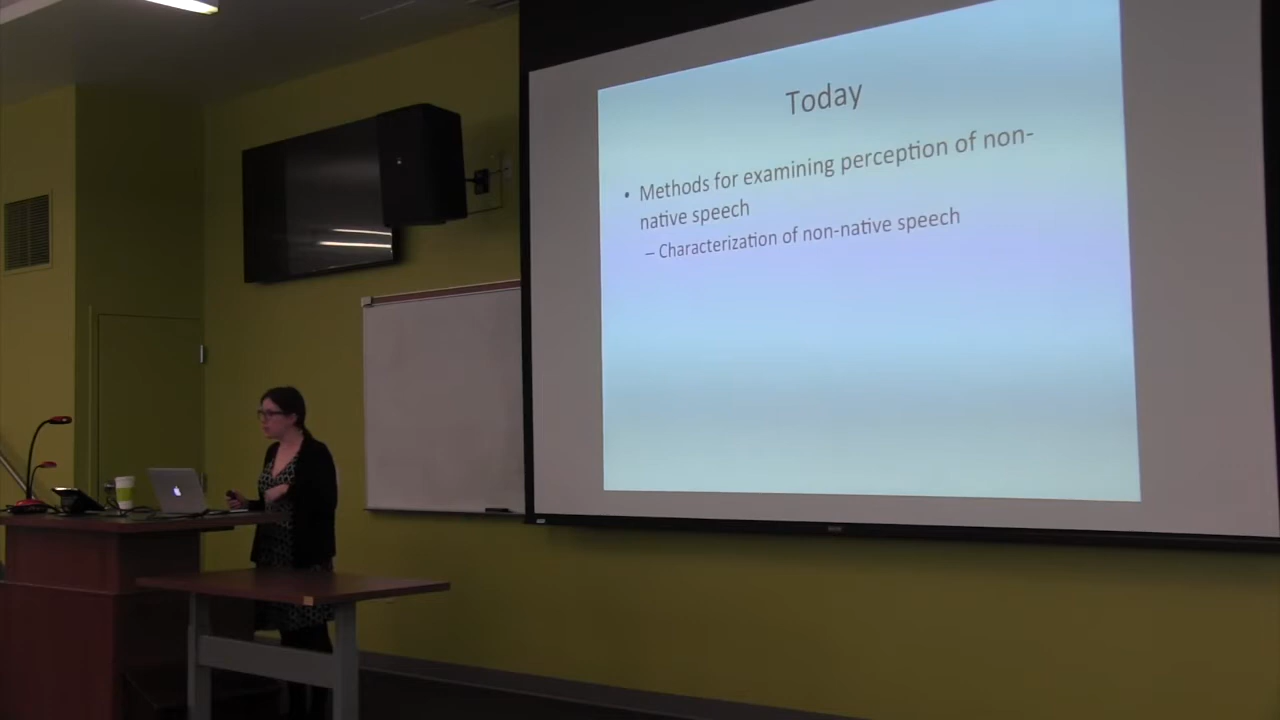 Today
• Methods for examining perception of non-
native speech
– Characterization of non-native speech